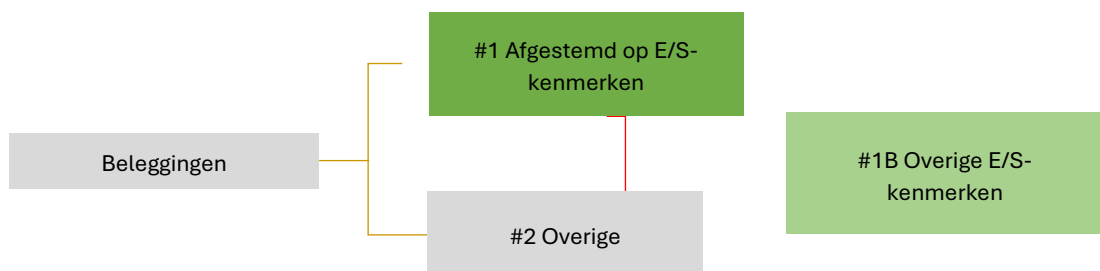 #1 Afgestemd op E/S-
kenmerken
Beleggingen
#1B Overige E/S-
kenmerken
#2 Overige